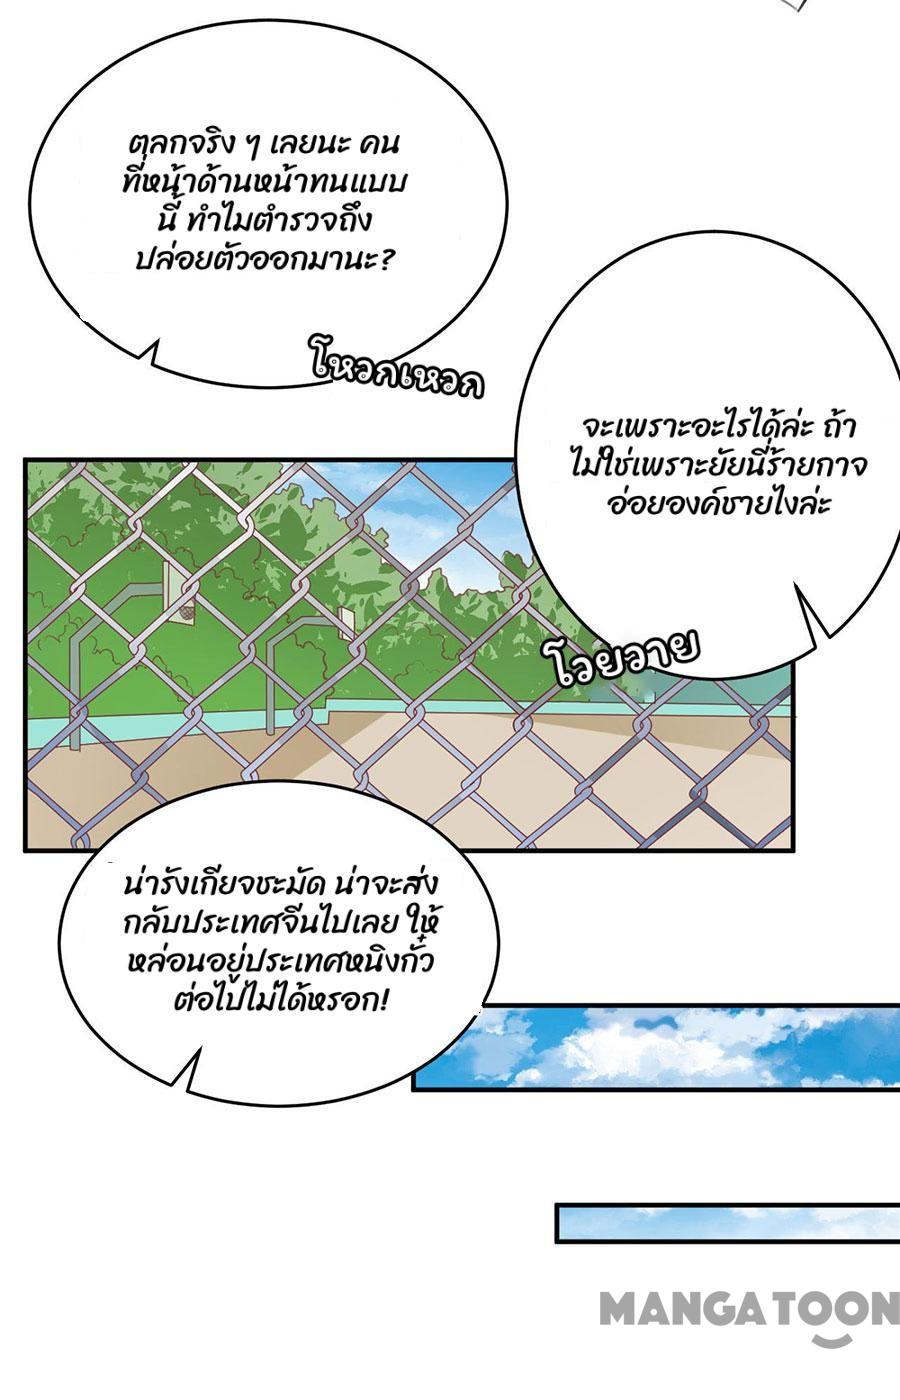 ตลกจริง ๆ เลยนะ คน
ที่หน้าด้านหน้าทนแบบ
นี้ ทำไมตำรวจถึง
ปล่อยตัวออกมานะ?
โหวกเหวก
จะเพราะอะไรได้ล่ะ ถ้า
ไม่ใช่เพราะยัยนี่ร้ายกาจ
อ่อยองค์ชายไงล่ะ
โวยวาย
น่ารังเกียจชะมัด น่าจะส่ง
กลับประเทศจีนไปเลย ให้
หล่อนอยู่ประเทศหนิงกั๋ว
ต่อไปไม่ได้หรอก!
MANGATOON